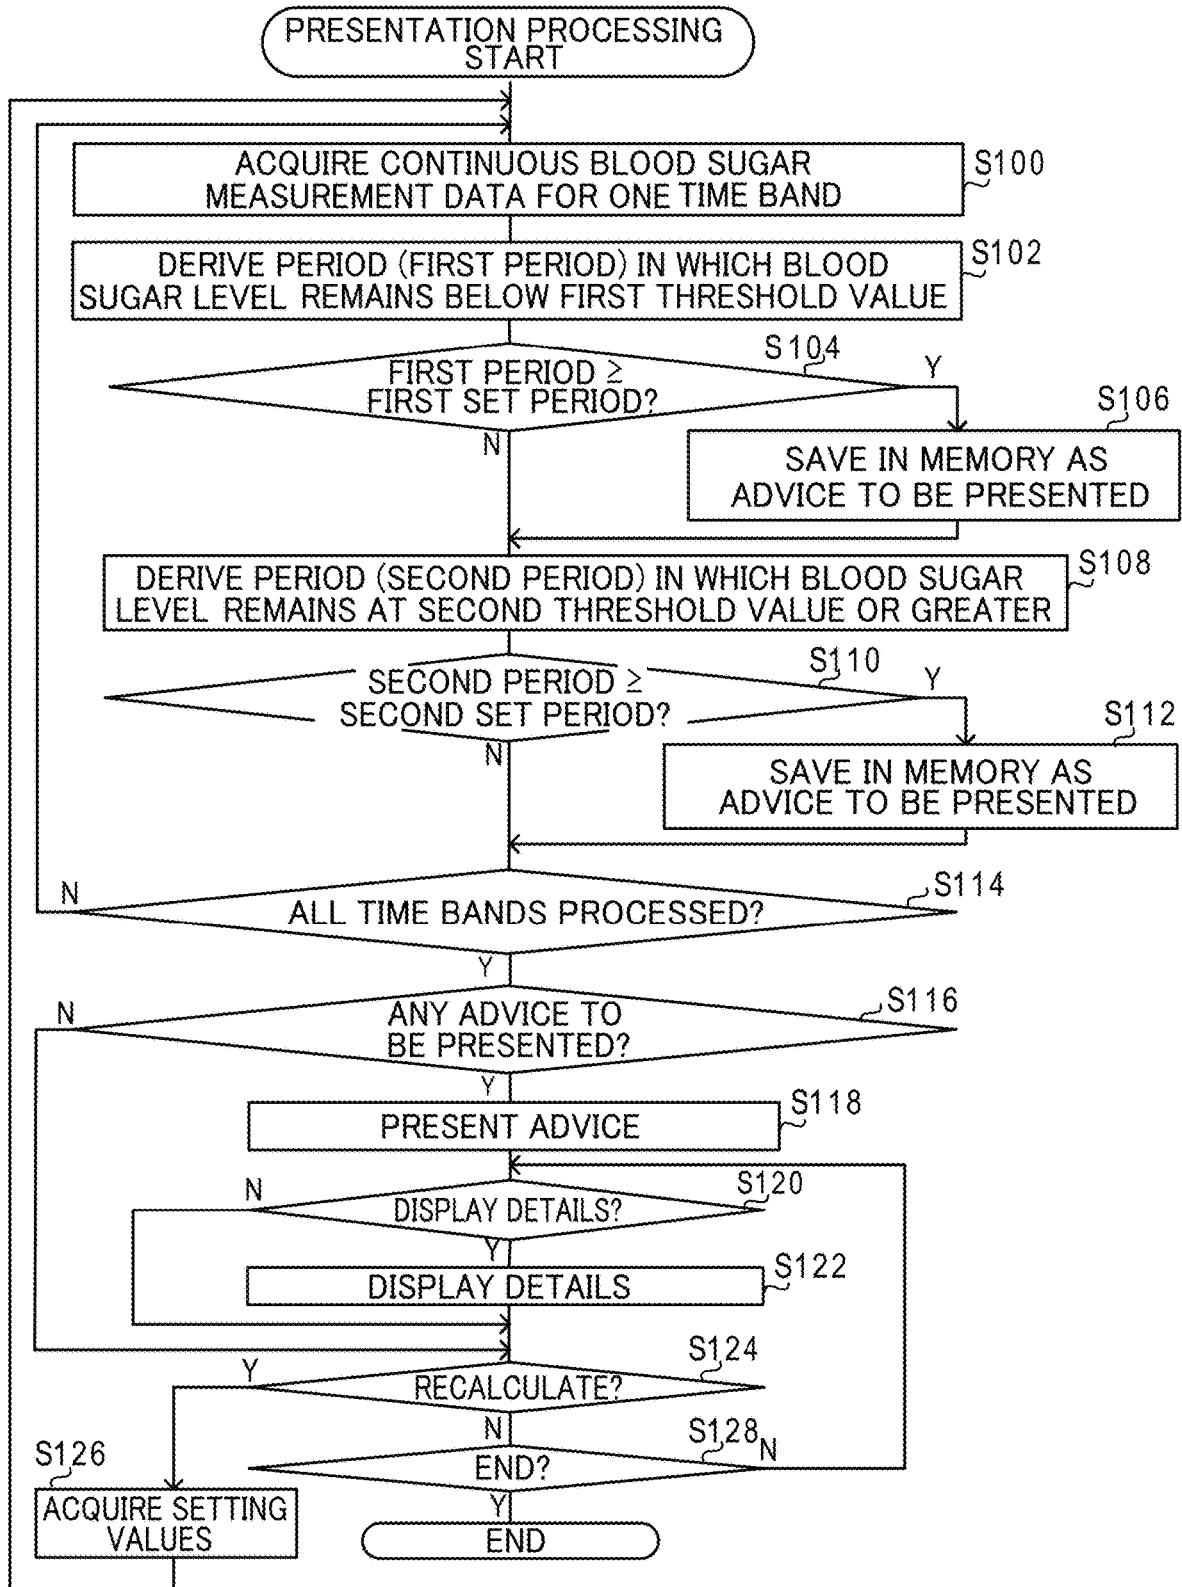 PRESENTATION PROCESSING
START
ACQUIRE CONTINUOUS BLOOD SUGAR
MEASUREMENT DATA FOR ONE TIME BAND
S100
DERIVE PERIOD (FIRST PERIOD) IN WHICH BLOOD
SUGAR LEVEL REMAINS BELOW FIRST THRESHOLD VALUE
S102
FIRST PERIOD ≥
FIRST SET PERIOD?
S104
Y
N
S106
SAVE IN MEMORY AS
ADVICE TO BE PRESENTED
DERIVE PERIOD (SECOND PERIOD) IN WHICH BLOOD SUGAR
LEVEL REMAINS AT SECOND THRESHOLD VALUE OR GREATER
S108
SECOND PERIOD ≥
SECOND SET PERIOD?
S110
Y
N
S112
SAVE IN MEMORY AS
ADVICE TO BE PRESENTED
N
ALL TIME BANDS PROCESSED?
S114
Y
N
ANY ADVICE TO
BE PRESENTED?
S116
Y
PRESENT ADVICE
S118
N
DISPLAY DETAILS?
S120
Y
DISPLAY DETAILS
S122
Y
RECALCULATE?
S124
N
END?
S128
N
Y
S126
ACQUIRE SETTING
VALUES
END